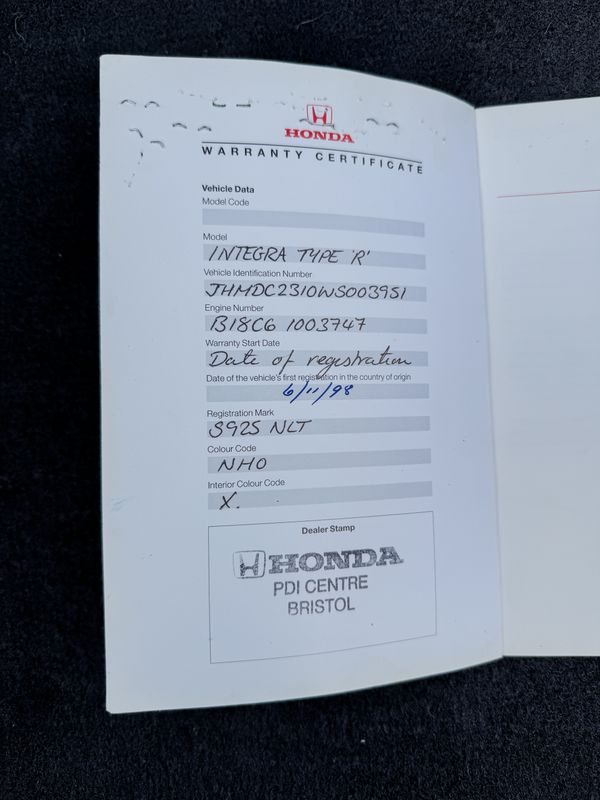 HONDA
WARRANTY CERTIFICATE
Vehicle Data
Model Code
Model
INTEGRA TYPE 'R'
Vehicle Identification Number
JHMDC2310WS003951
Engine Number
B18C6 1003747
Warranty Start Date
Date of registration
Date of the vehicle's first registration in the country of origin
6/11/98
Registration Mark
S925 NLT
Colour Code
NHO
Interior Colour Code
X.
Dealer Stamp
HONDA
PDI CENTRE
BRISTOL